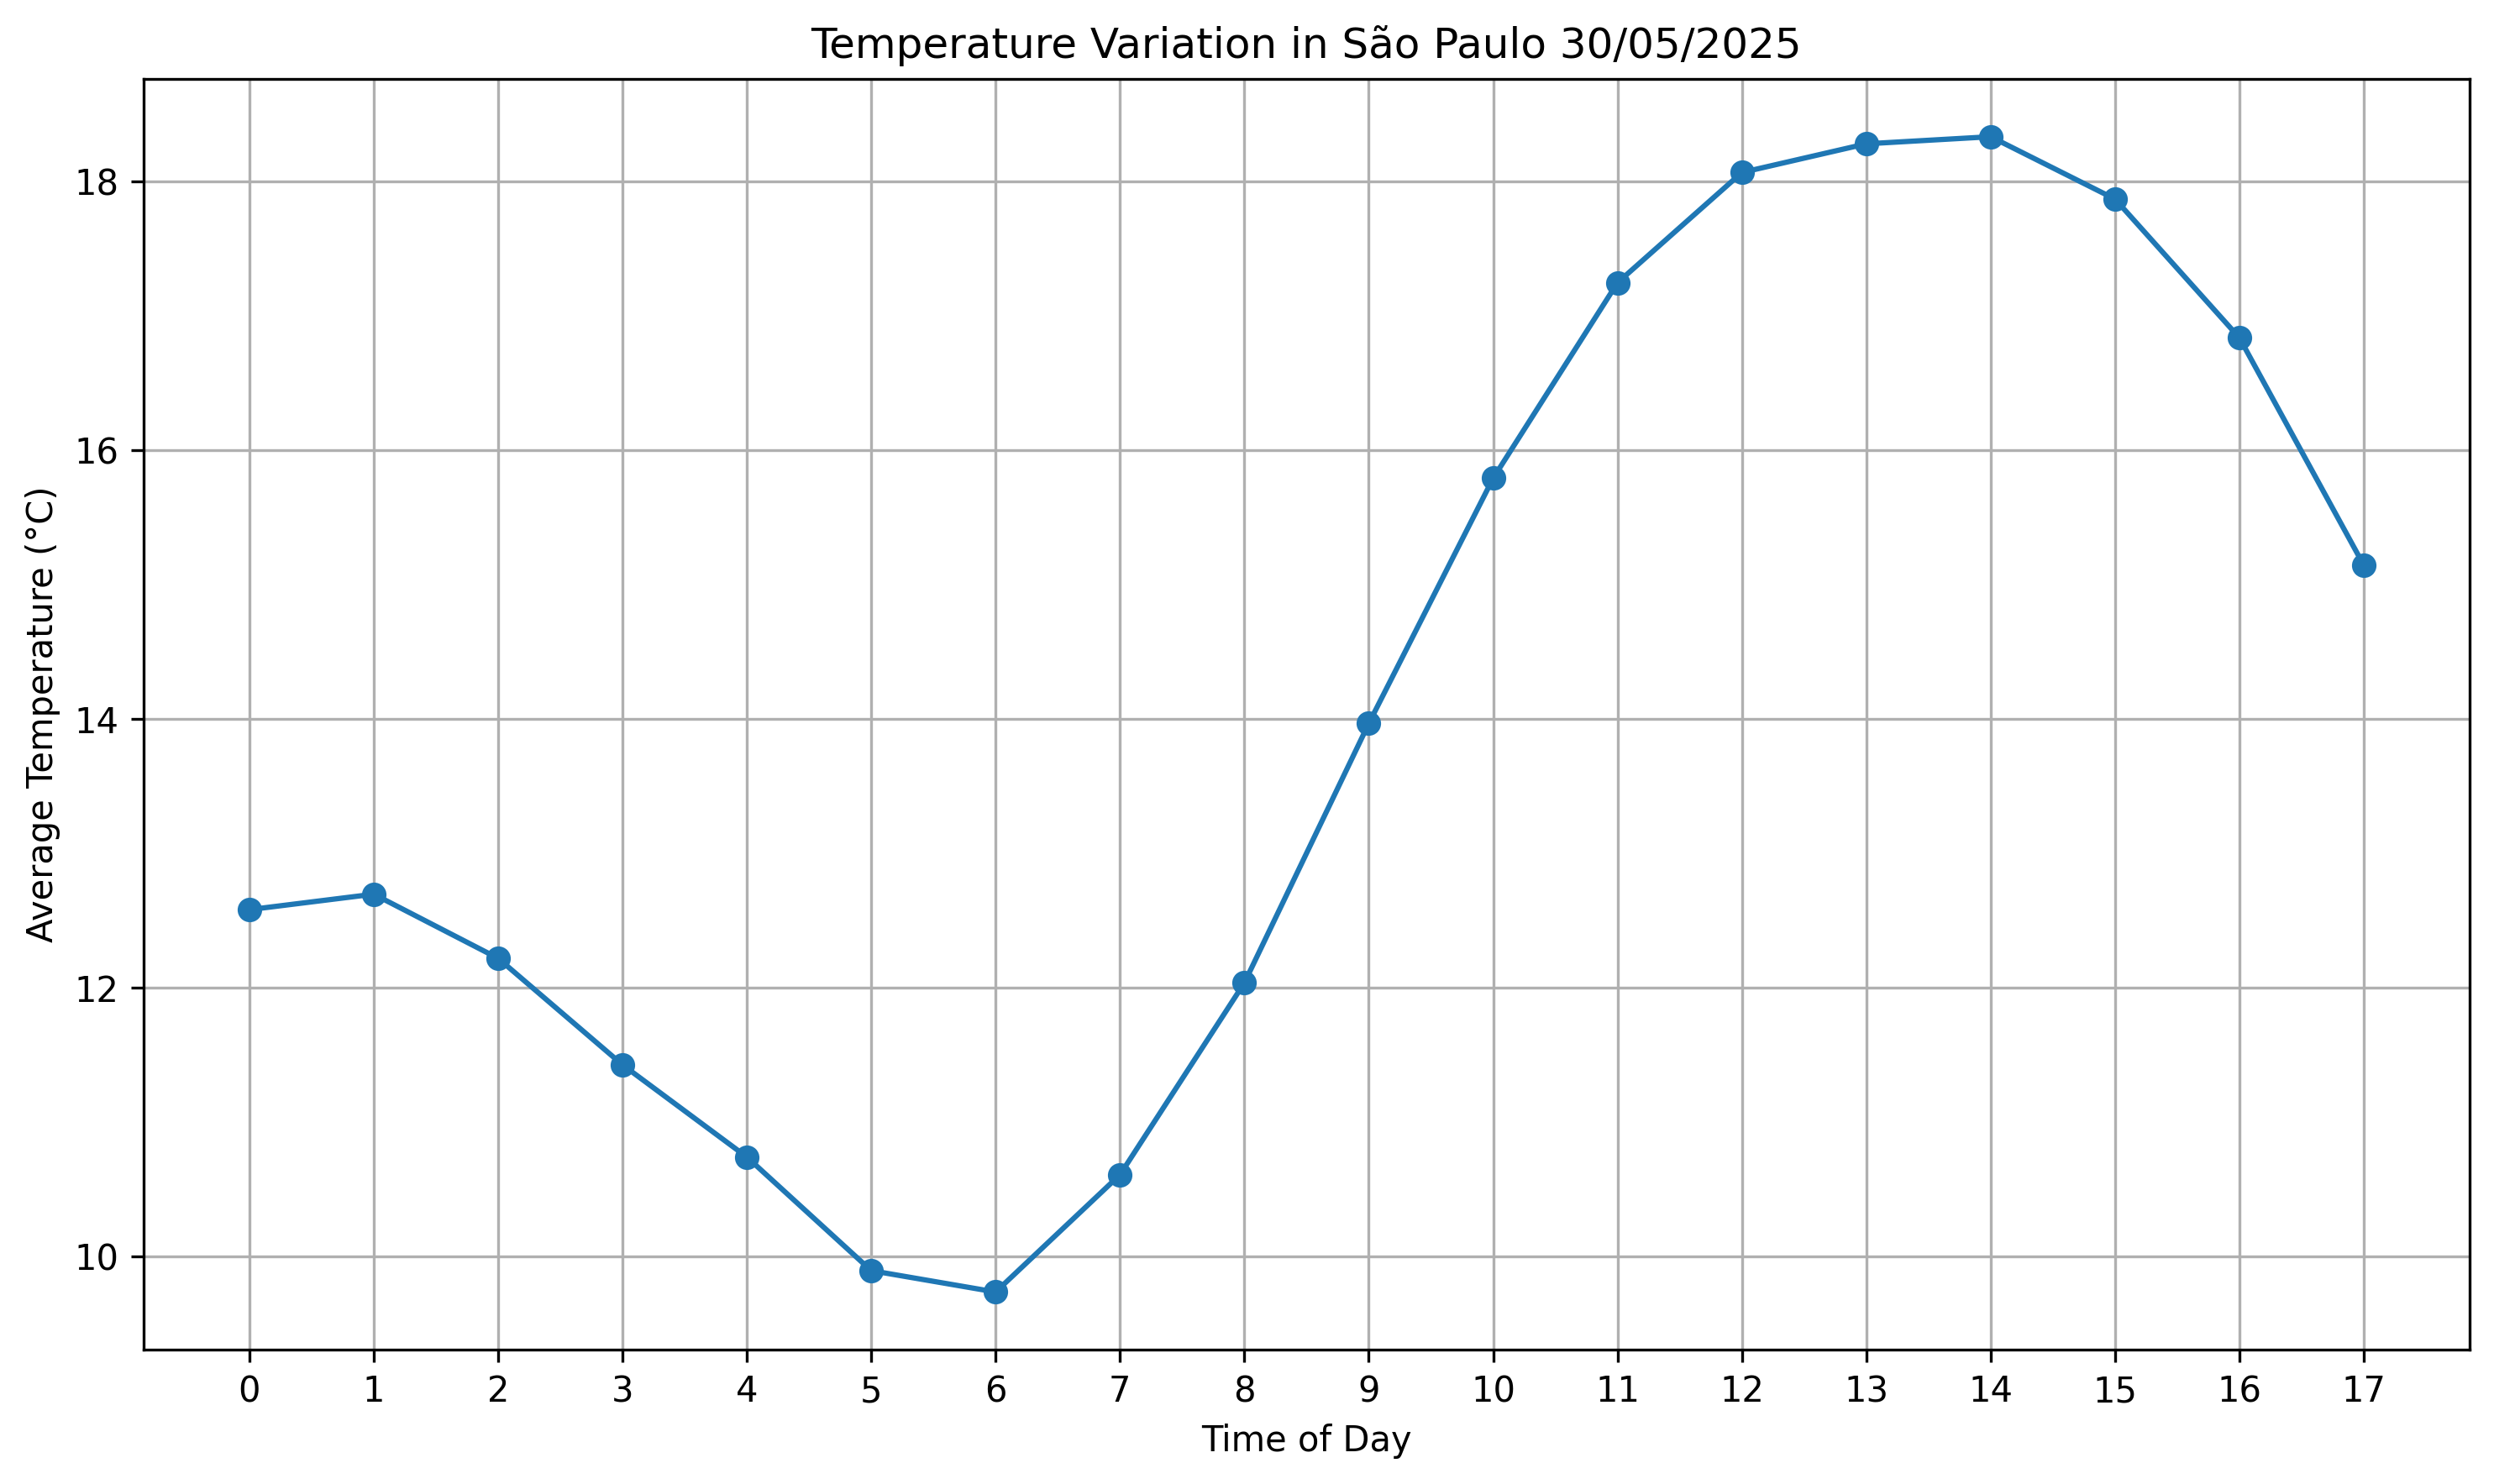 Temperature Variation in São Paulo 30/05/2025
Average Temperature (°C)
18
16
14
12
10
0 1 2 3 4 5 6 7 8 9 10 11 12 13 14 15 16 17
Time of Day